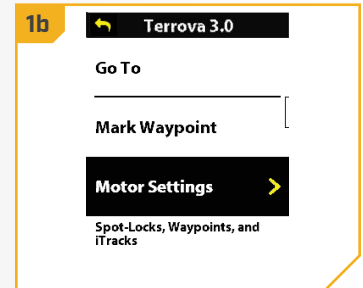 1b
Terrova 3.0
Go To
Mark Waypoint
Motor Settings
Spot-Locks, Waypoints, and
iTracks